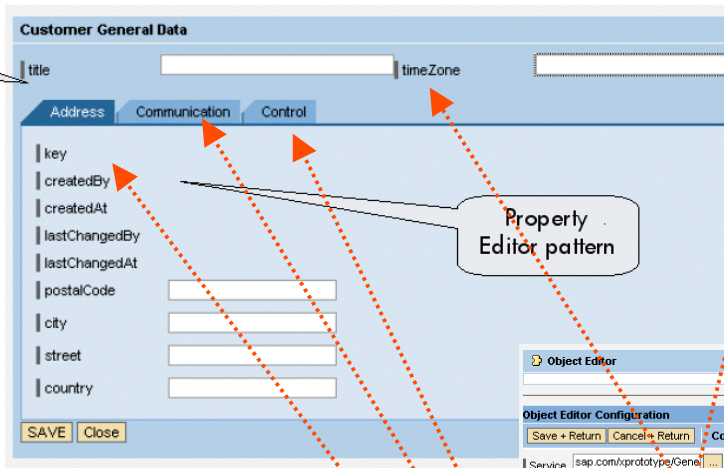 Customer General Data
title
timeZone
Address Communication Control
key
createdBy
createdAt
lastChangedBy
lastChangedAt
postalCode
city
street
country
SAVE Close
Property
Editor pattern
Object Editor
Object Editor Configuration
Save + Return Cancel + Return Co
Service sap.com/xprototype/Gene ...